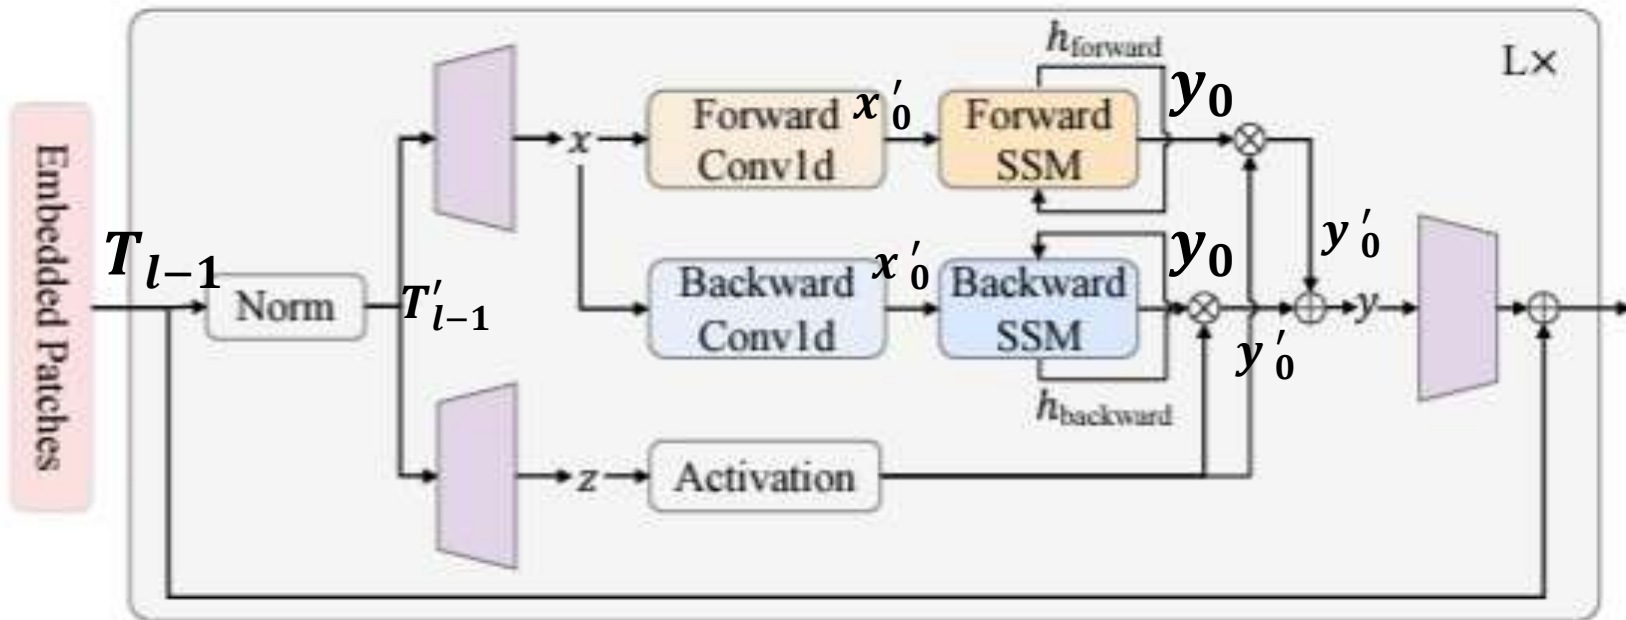 Embedded Patches
T_{l-1}
Norm
T'_{l-1}
x
Forward
Conv1d
x'_0
Forward
SSM
h_forward
y_0
L×
Backward
Conv1d
x'_0
Backward
SSM
h_backward
y_0
y'_0
y'_0
y
z
Activation